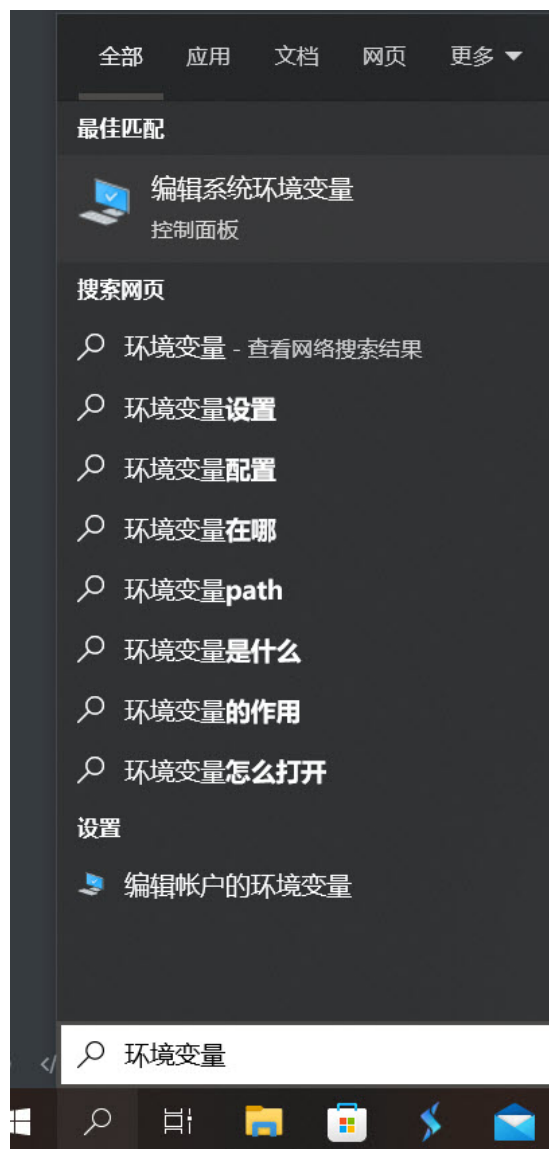 全部 应用 文档 网页 更多
最佳匹配
编辑系统环境变量
控制面板
搜索网页
环境变量 - 查看网络搜索结果
环境变量设置
环境变量配置
环境变量在哪
环境变量path
环境变量是什么
环境变量的作用
环境变量怎么打开
设置
编辑帐户的环境变量
环境变量